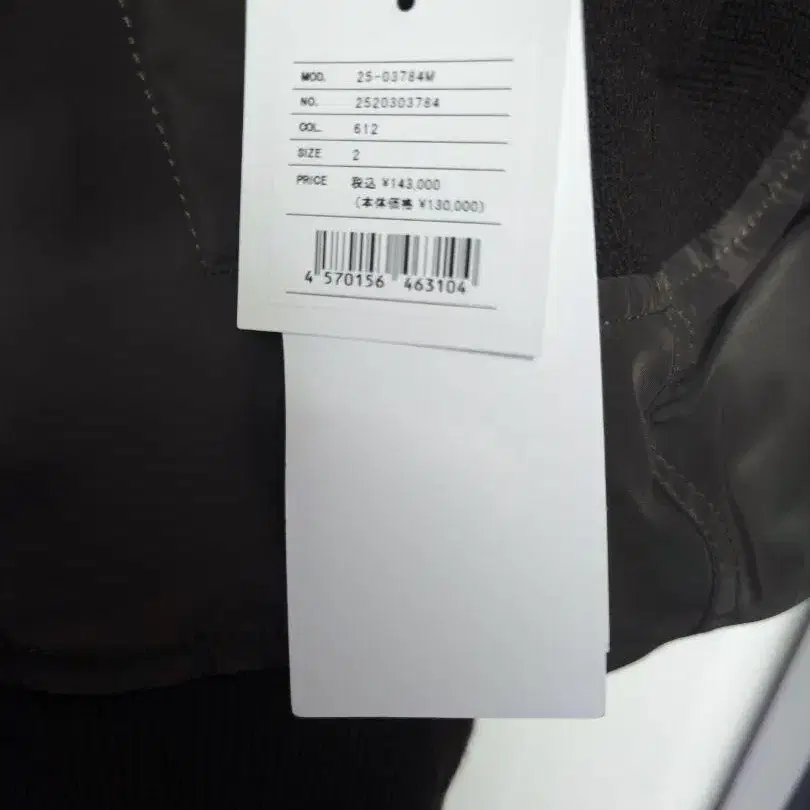 MOD. 25-03784M
NO. 2520303784
COL. 612
SIZE 2
PRICE 税込 ¥143,000
(本体価格 ¥130,000)
4 570156 463104